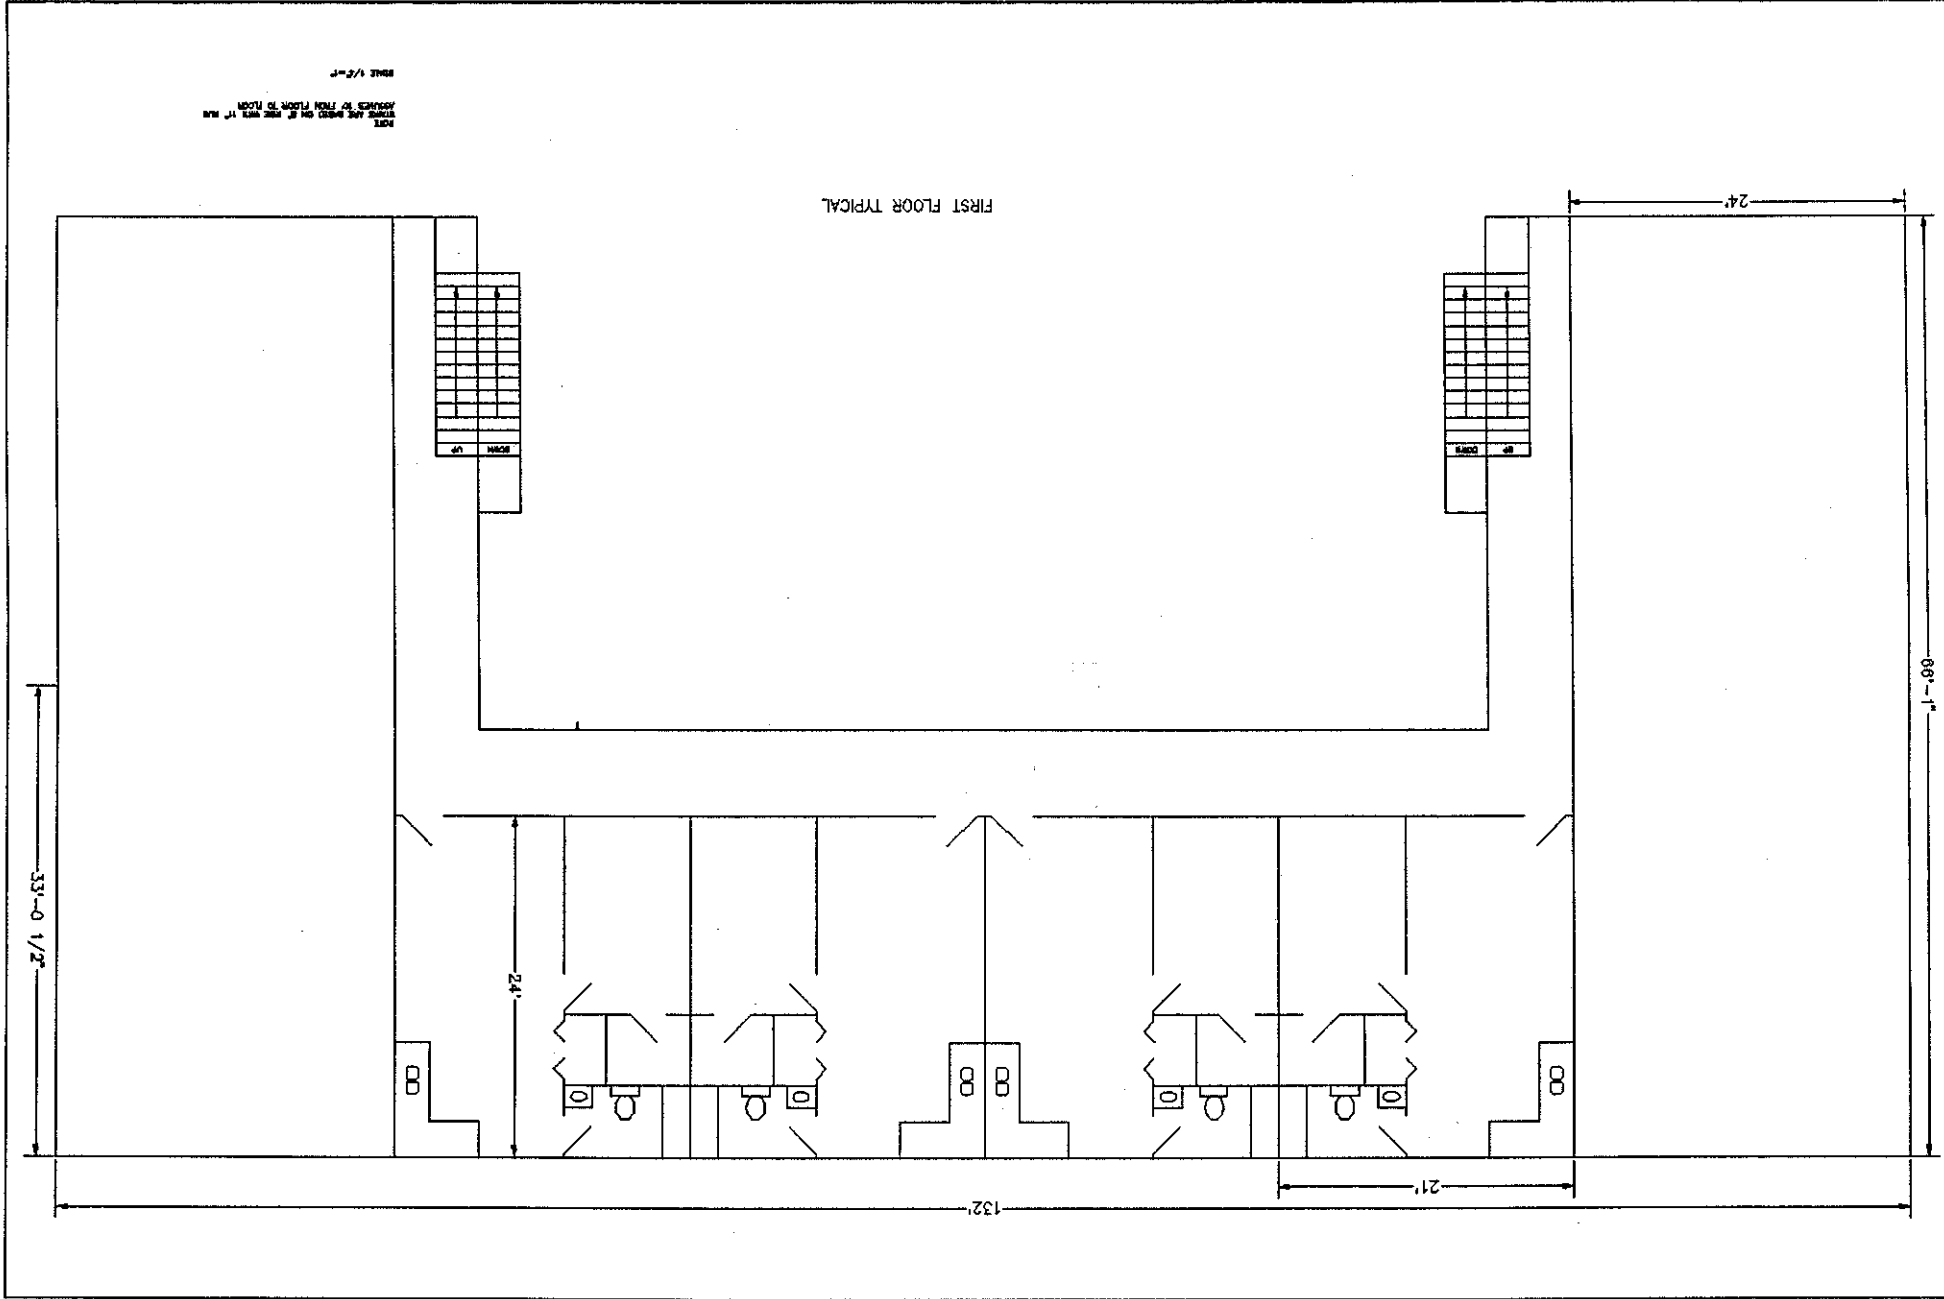 FIRST FLOOR TYPICAL
NOTE
STAIRS ARE BASED ON 8" RISE WITH 11" RUN
ASSUMES 10' FROM FLOOR TO FLOOR
SCALE 1/4"=1'
24'
66'-1"
33'-0 1/2"
24'
21'
132'
UP
DOWN
DOWN
UP